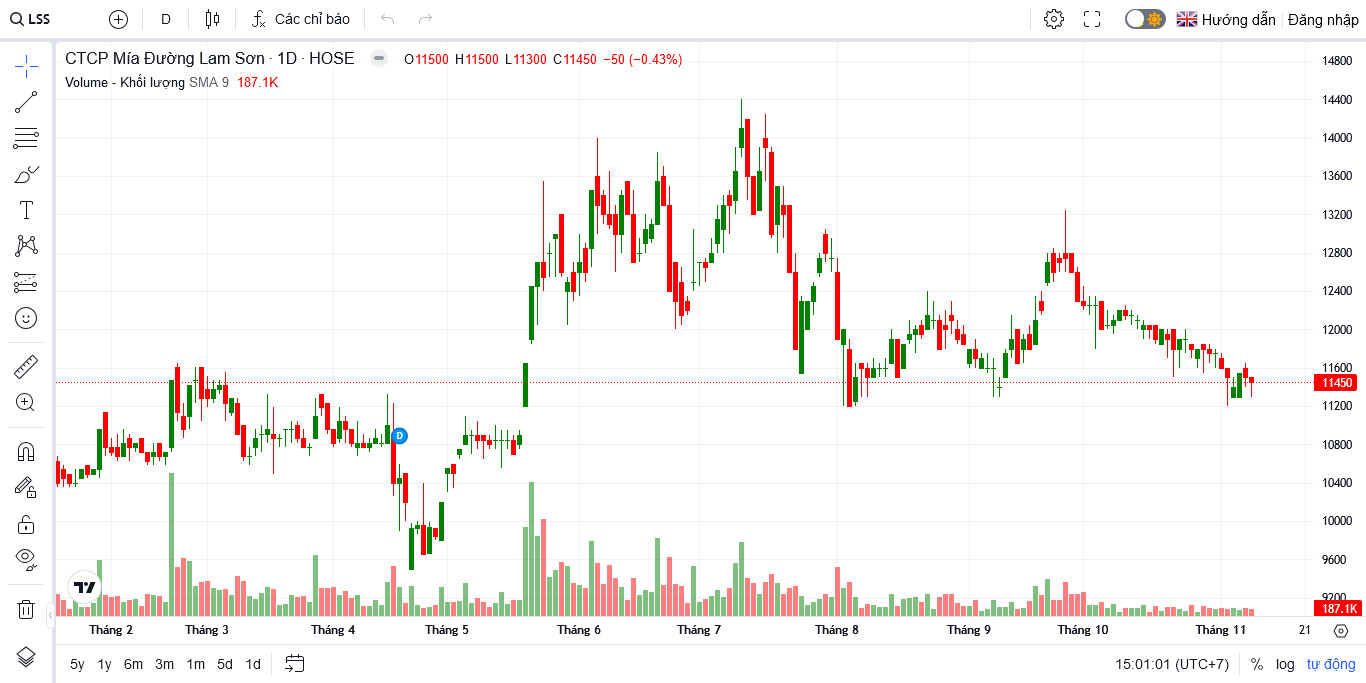 LSS D Các chỉ báo Hướng dẫn Đăng nhập
CTCP Mía Đường Lam Sơn · 1D · HOSE O11500 H11500 L11300 C11450 −50 (−0.43%)
Volume - Khối lượng SMA 9 187.1K
14800
14400
14000
13600
13200
12800
12400
12000
11600
11450
11200
10800
D
10400
10000
9600
9200
187.1K
Tháng 2 Tháng 3 Tháng 4 Tháng 5 Tháng 6 Tháng 7 Tháng 8 Tháng 9 Tháng 10 Tháng 11 21
5y 1y 6m 3m 1m 5d 1d 15:01:01 (UTC+7) % log tự động